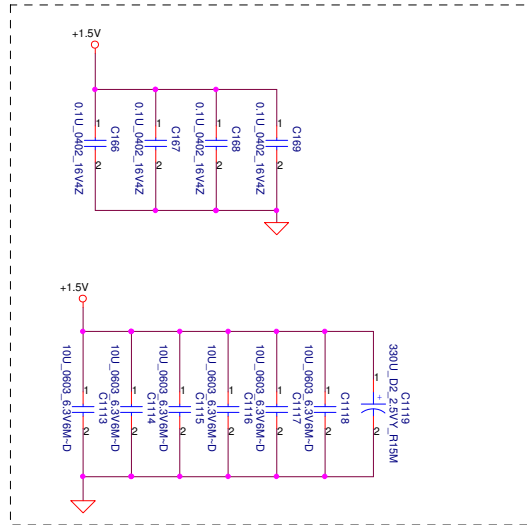 +1.5V
0.1U_0402_16V4Z
1
2
C166
0.1U_0402_16V4Z
1
2
C167
0.1U_0402_16V4Z
1
2
C168
0.1U_0402_16V4Z
1
2
C169
+1.5V
10U_0603_6.3V6M~D
1
2
C1113
10U_0603_6.3V6M~D
1
2
C1114
10U_0603_6.3V6M~D
1
2
C1115
10U_0603_6.3V6M~D
1
2
C1116
10U_0603_6.3V6M~D
1
2
C1117
10U_0603_6.3V6M~D
1
2
C1118
1
+
2
330U_D2_2.5VY_R15M
C1119